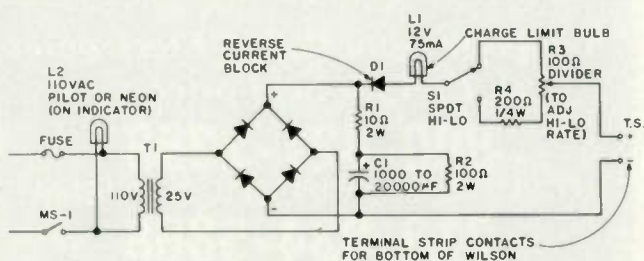 L1
12V
75mA
CHARGE LIMIT BULB
REVERSE
CURRENT
BLOCK
D1
R3
100Ω
DIVIDER
L2
110VAC
PILOT OR NEON
(ON INDICATOR)
S1
SPDT
HI-LO
R4
200Ω
1/4W
(TO
ADJ
HI-LO
RATE)
R1
10Ω
2W
T.S.
+
FUSE
T1
+
110V
25V
+
C1
1000 TO
20000µF
R2
100Ω
2W
-
-
MS-1
TERMINAL STRIP CONTACTS
FOR BOTTOM OF WILSON